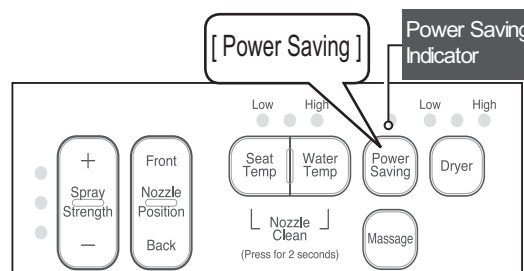 [ Power Saving ]
Power Saving
Indicator
Low High
Low High
+
Spray
Strength
—
Front
Nozzle
Position
Back
Seat
Temp
Water
Temp
Power
Saving
Dryer
Nozzle
Clean
(Press for 2 seconds)
Massage